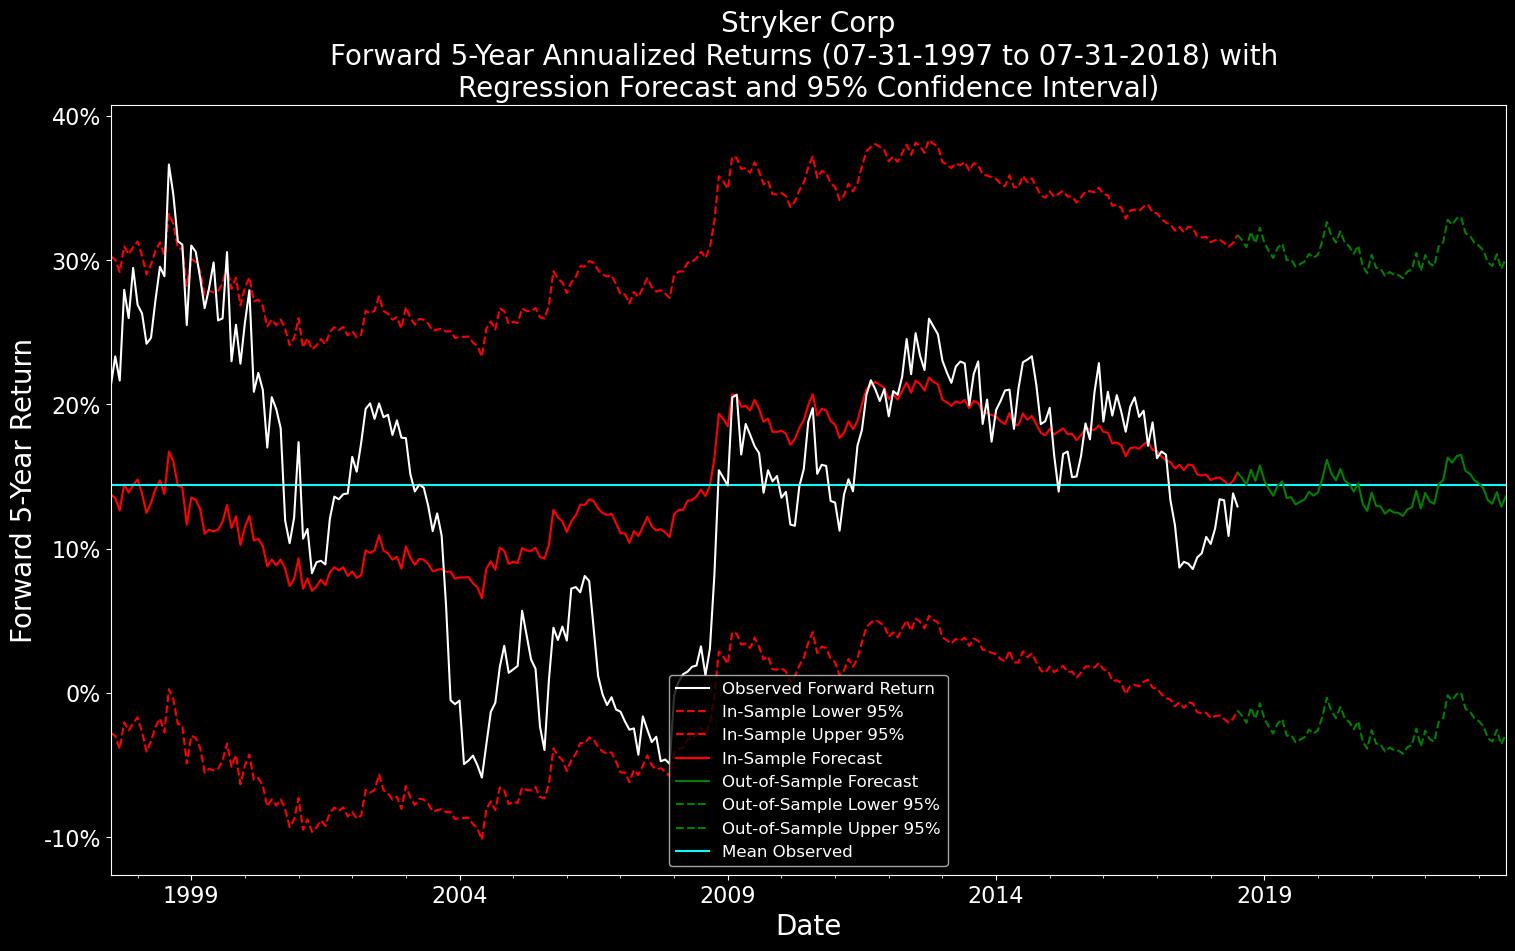 Stryker Corp
Forward 5-Year Annualized Returns (07-31-1997 to 07-31-2018) with
Regression Forecast and 95% Confidence Interval)
Forward 5-Year Return
40%
30%
20%
10%
0%
-10%
Observed Forward Return
In-Sample Lower 95%
In-Sample Upper 95%
In-Sample Forecast
Out-of-Sample Forecast
Out-of-Sample Lower 95%
Out-of-Sample Upper 95%
Mean Observed
1999 2004 2009 2014 2019
Date